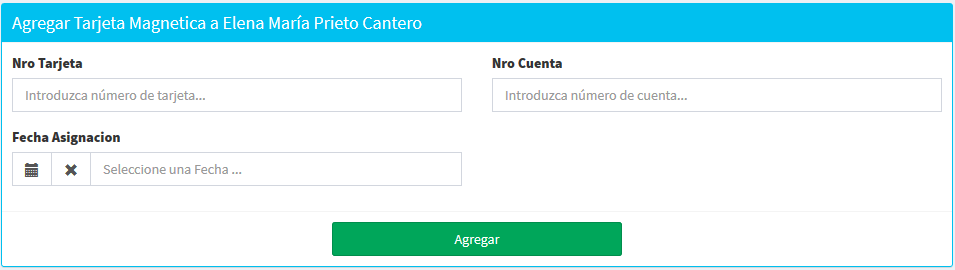 Agregar Tarjeta Magnetica a Elena María Prieto Cantero
Nro Tarjeta
Nro Cuenta
Introduzca número de tarjeta...
Introduzca número de cuenta...
Fecha Asignacion
Seleccione una Fecha ...
Agregar